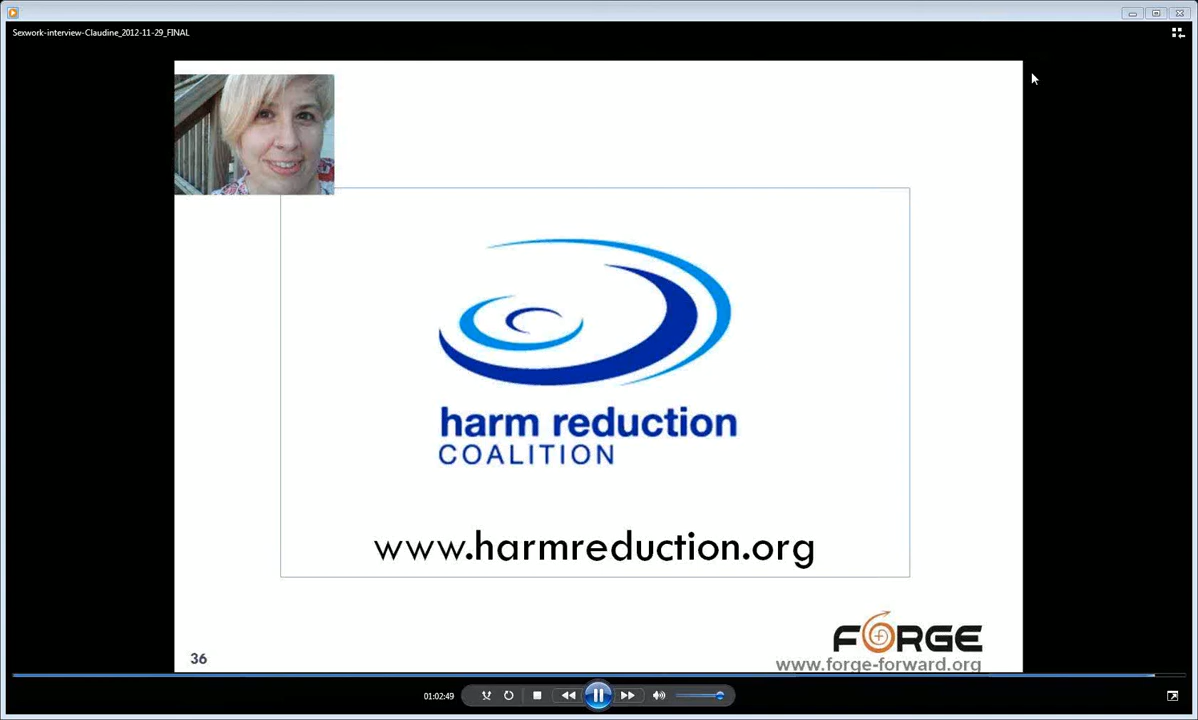 Sexwork-interview-Claudine_2012-11-29_FINAL
harm reduction
COALITION
www.harmreduction.org
FORGE
www.forge-forward.org
36
01:02:49